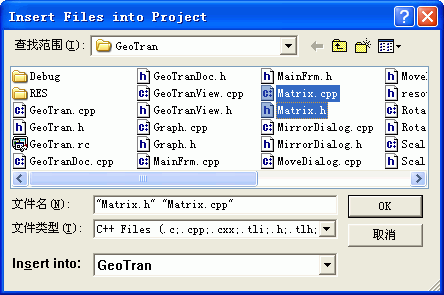 Insert Files into Project
查找范围(I): GeoTran
Debug GeoTranDoc.h MainFrm.h Move
RES GeoTranView.cpp Matrix.cpp reso
GeoTran.cpp GeoTranView.h Matrix.h Rota
GeoTran.h Graph.cpp MirrorDialog.cpp Rota
GeoTran.rc Graph.h MirrorDialog.h Scal
GeoTranDoc.cpp MainFrm.cpp MoveDialog.cpp Scal
文件名(N): "Matrix.h" "Matrix.cpp" OK
文件类型(T): C++ Files (.c;.cpp;.cxx;.tli;.h;.tlh; 取消
Insert into: GeoTran